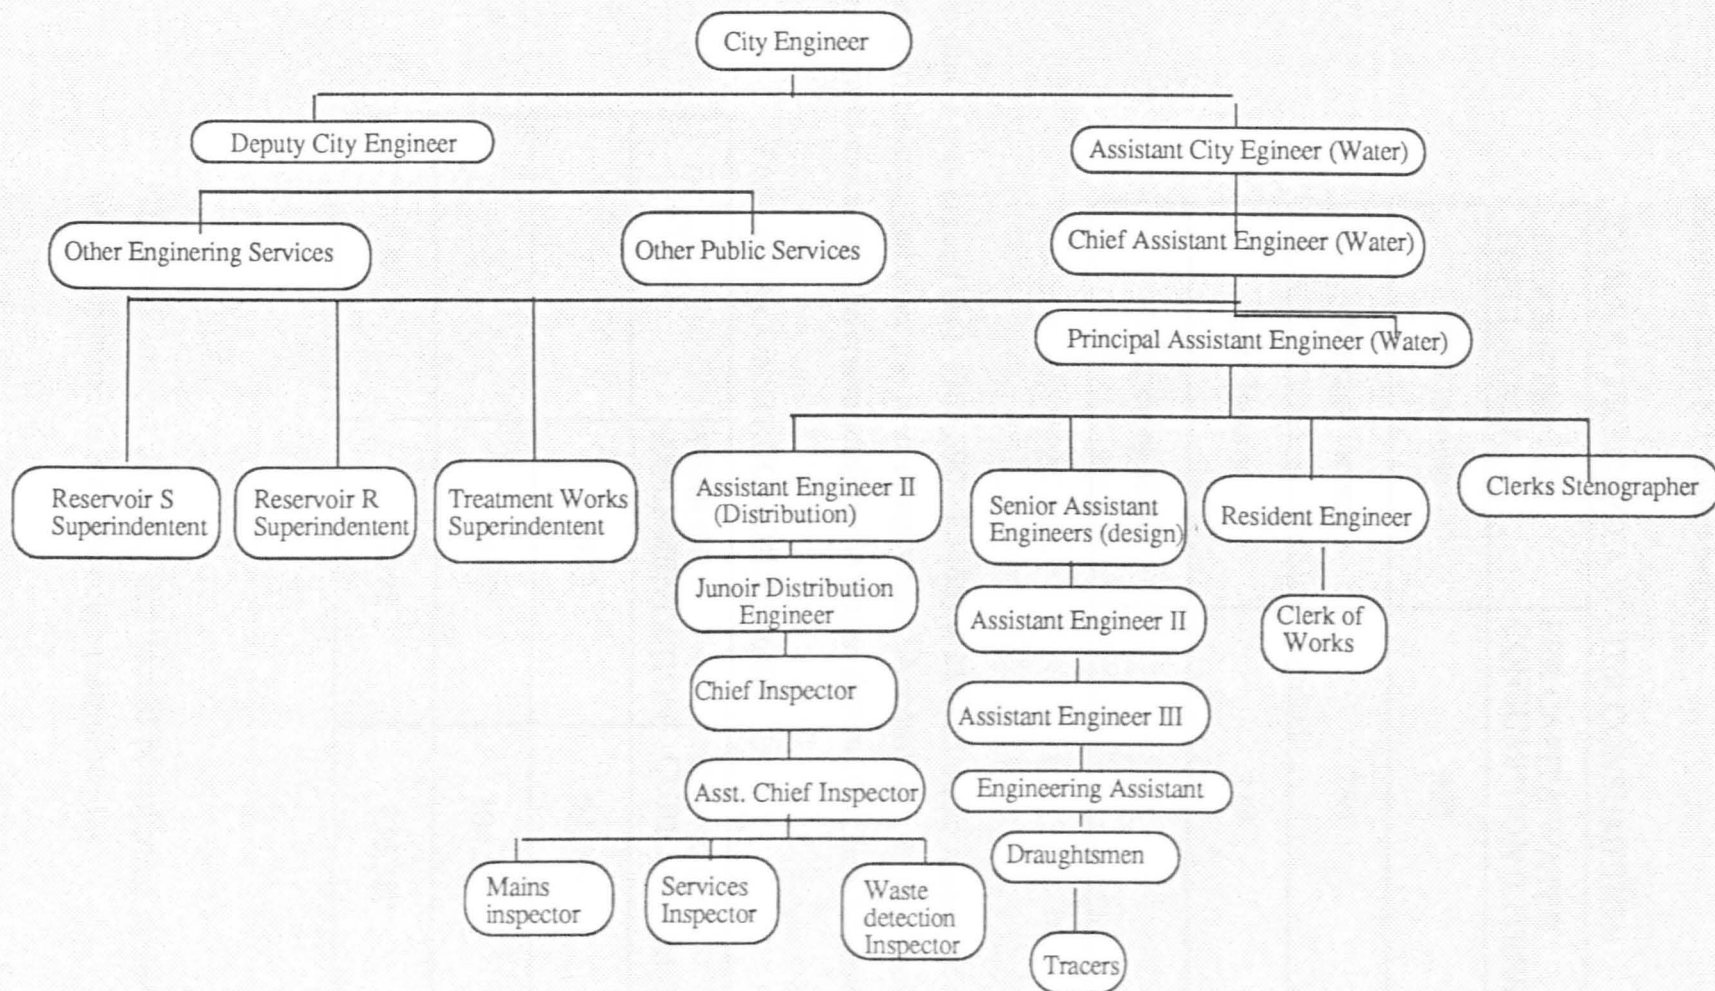 City Engineer
Deputy City Engineer
Assistant City Egineer (Water)
Other Enginering Services
Other Public Services
Chief Assistant Engineer (Water)
Principal Assistant Engineer (Water)
Reservoir S
Superindentent
Reservoir R
Superindentent
Treatment Works
Superindentent
Assistant Engineer II
(Distribution)
Senior Assistant
Engineers (design)
Resident Engineer
Clerks Stenographer
Junoir Distribution
Engineer
Assistant Engineer II
Clerk of
Works
Chief Inspector
Assistant Engineer III
Asst. Chief Inspector
Engineering Assistant
Draughtsmen
Mains
inspector
Services
Inspector
Waste
detection
Inspector
Tracers